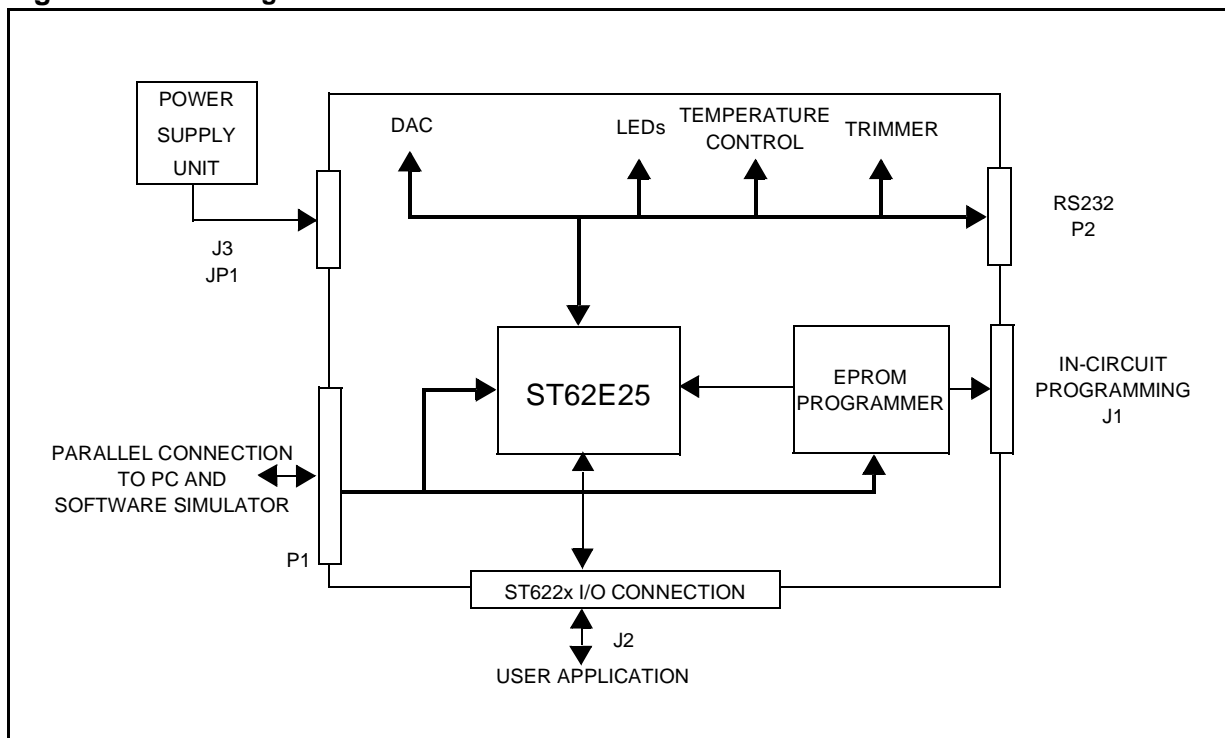 POWER
SUPPLY
UNIT
DAC
LEDs
TEMPERATURE
CONTROL
TRIMMER
J3
JP1
RS232
P2
ST62E25
EPROM
PROGRAMMER
IN-CIRCUIT
PROGRAMMING
J1
PARALLEL CONNECTION
TO PC AND
SOFTWARE SIMULATOR
P1
ST622x I/O CONNECTION
J2
USER APPLICATION